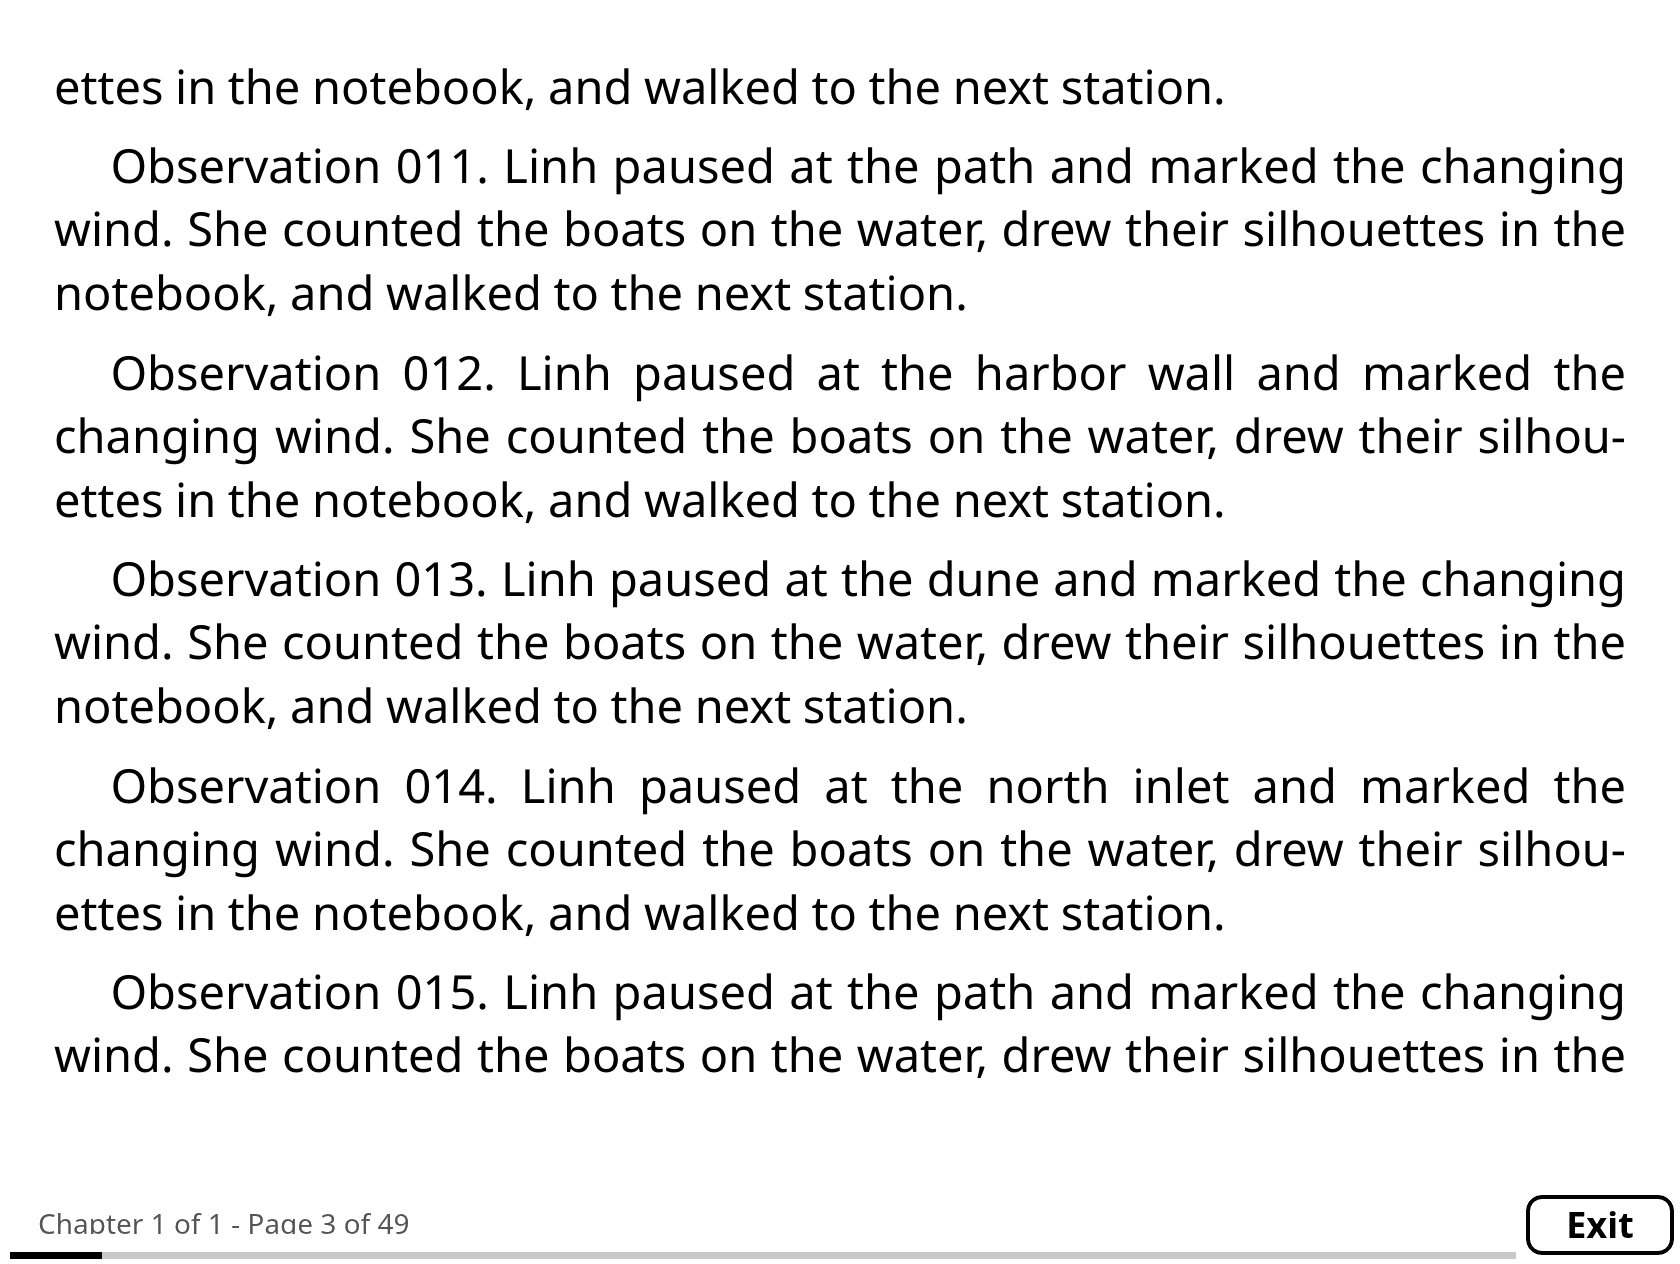 ettes in the notebook, and walked to the next station.
Observation 011. Linh paused at the path and marked the changing
wind. She counted the boats on the water, drew their silhouettes in the
notebook, and walked to the next station.
Observation 012. Linh paused at the harbor wall and marked the
changing wind. She counted the boats on the water, drew their silhou-
ettes in the notebook, and walked to the next station.
Observation 013. Linh paused at the dune and marked the changing
wind. She counted the boats on the water, drew their silhouettes in the
notebook, and walked to the next station.
Observation 014. Linh paused at the north inlet and marked the
changing wind. She counted the boats on the water, drew their silhou-
ettes in the notebook, and walked to the next station.
Observation 015. Linh paused at the path and marked the changing
wind. She counted the boats on the water, drew their silhouettes in the
Chapter 1 of 1 - Page 3 of 49
Exit